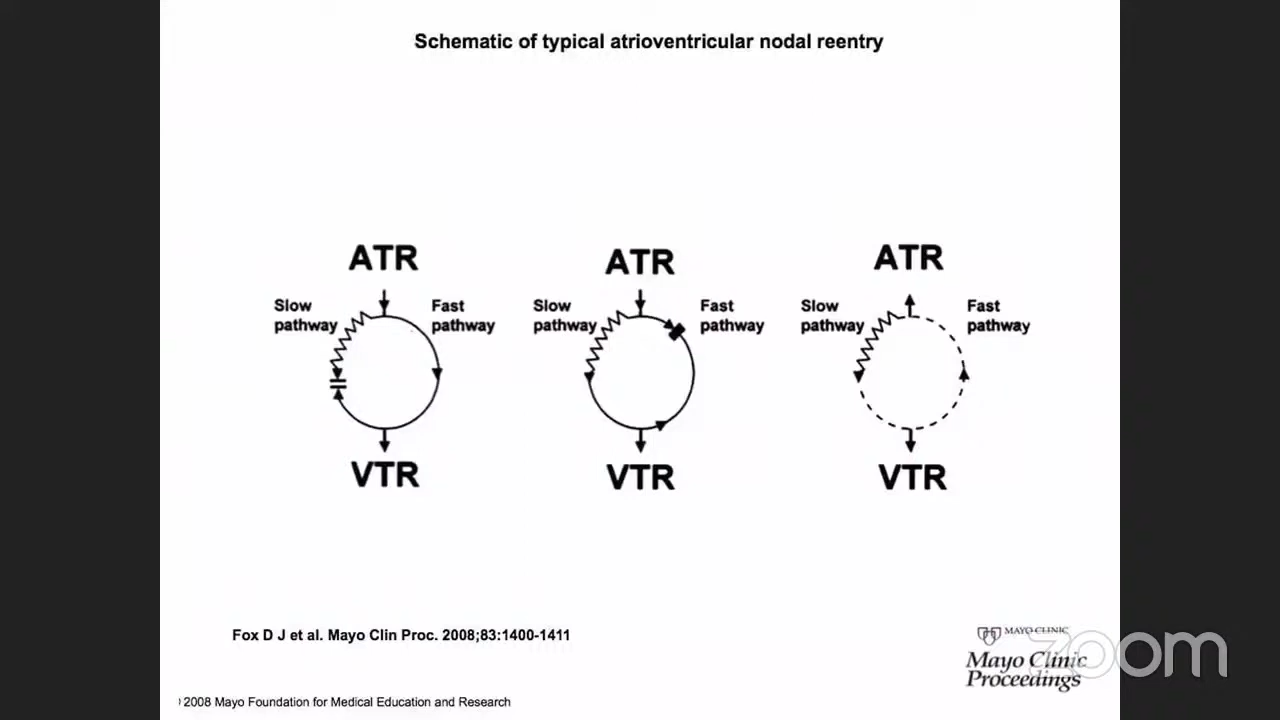 Schematic of typical atrioventricular nodal reentry
ATR
Slow
pathway
Fast
pathway
VTR
ATR
Slow
pathway
Fast
pathway
VTR
ATR
Slow
pathway
Fast
pathway
VTR
Fox D J et al. Mayo Clin Proc. 2008;83:1400-1411
MAYO CLINIC
Mayo Clinic
Proceedings
zoom
2008 Mayo Foundation for Medical Education and Research